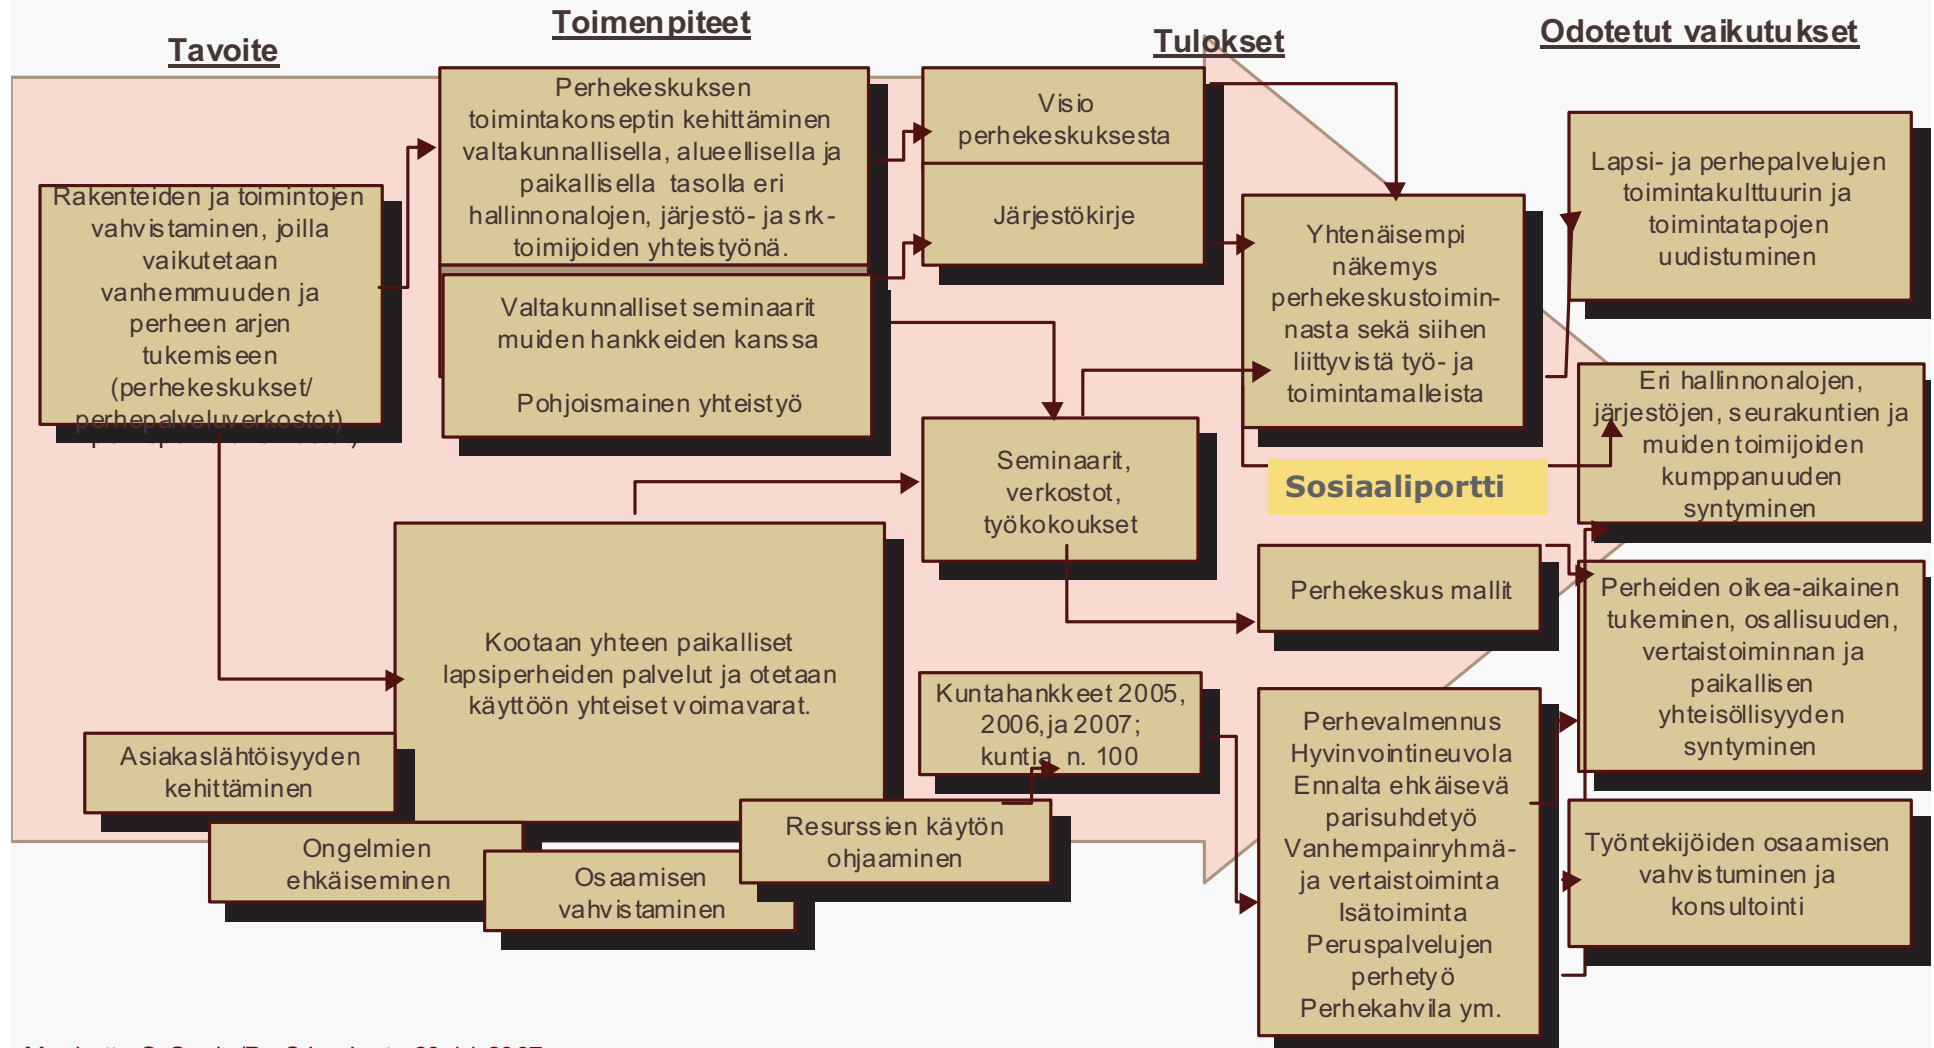 Tavoite
Toimenpiteet
Tulokset
Odotetut vaikutukset
Rakenteiden ja toimintojen
vahvistaminen, joilla
vaikutetaan
vanhemmuuden ja
perheen arjen
tukemiseen
(perhekeskukset/
perhepalveluverkostot)
Perhekeskuksen
toimintakonseptin kehittäminen
valtakunnallisella, alueellisella ja
paikallisella tasolla eri
hallinnonalojen, järjestö- ja srk-
toimijoiden yhteistyönä.
Valtakunnalliset seminaarit
muiden hankkeiden kanssa
Pohjoismainen yhteistyö
Kootaan yhteen paikalliset
lapsiperheiden palvelut ja otetaan
käyttöön yhteiset voimavarat.
Asiakaslähtöisyyden
kehittäminen
Ongelmien
ehkäiseminen
Osaamisen
vahvistaminen
Resurssien käytön
ohjaaminen
Visio
perhekeskuksesta
Järjestökirje
Seminaarit,
verkostot,
työkokoukset
Kuntahankkeet 2005,
2006,ja 2007;
kuntia n. 100
Yhtenäisempi
näkemys
perhekeskustoimin-
nasta sekä siihen
liittyvistä työ- ja
toimintamalleista
Sosiaaliportti
Perhekeskus mallit
Perhevalmennus
Hyvinvointineuvola
Ennalta ehkäisevä
parisuhdetyö
Vanhempainryhmä-
ja vertaistoiminta
Isätoiminta
Peruspalvelujen
perhetyö
Perhekahvila ym.
Lapsi- ja perhepalvelujen
toimintakulttuurin ja
toimintatapojen
uudistuminen
Eri hallinnonalojen,
järjestöjen, seurakuntien ja
muiden toimijoiden
kumppanuuden
syntyminen
Perheiden oikea-aikainen
tukeminen, osallisuuden,
vertaistoiminnan ja
paikallisen
yhteisöllisyyden
syntyminen
Työntekijöiden osaamisen
vahvistuminen ja
konsultointi